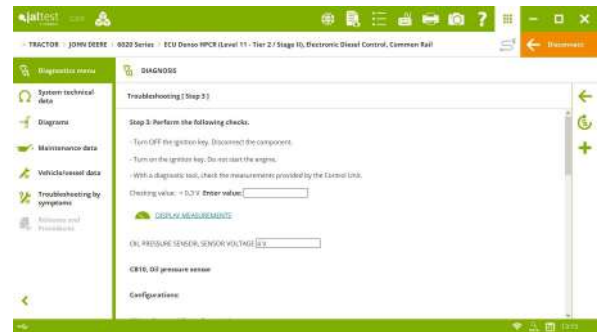 jaltest
TRACTOR
JOHN DEERE
6020 Series
ECU Denso HPCR (Level 11 - Tier 2 / Stage II), Electronic Diesel Control, Common Rail
Disconnect
Diagnostics menu
DIAGNOSIS
System technical data
Diagrams
Maintenance data
Vehicle/vessel data
Troubleshooting by symptoms
Troubleshooting [ Step 3 ]
Step 3: Perform the following checks.
- Turn OFF the ignition key. Disconnect the component.
- Turn on the ignition key. Do not start the engine.
- With a diagnostic tool, check the measurements provided by the Control Unit.
Checking value: < 0,3 V Enter value:
DISPLAY MEASUREMENTS
OIL PRESSURE SENSOR, SENSOR VOLTAGE
CB10, Oil pressure sensor
Configurations: